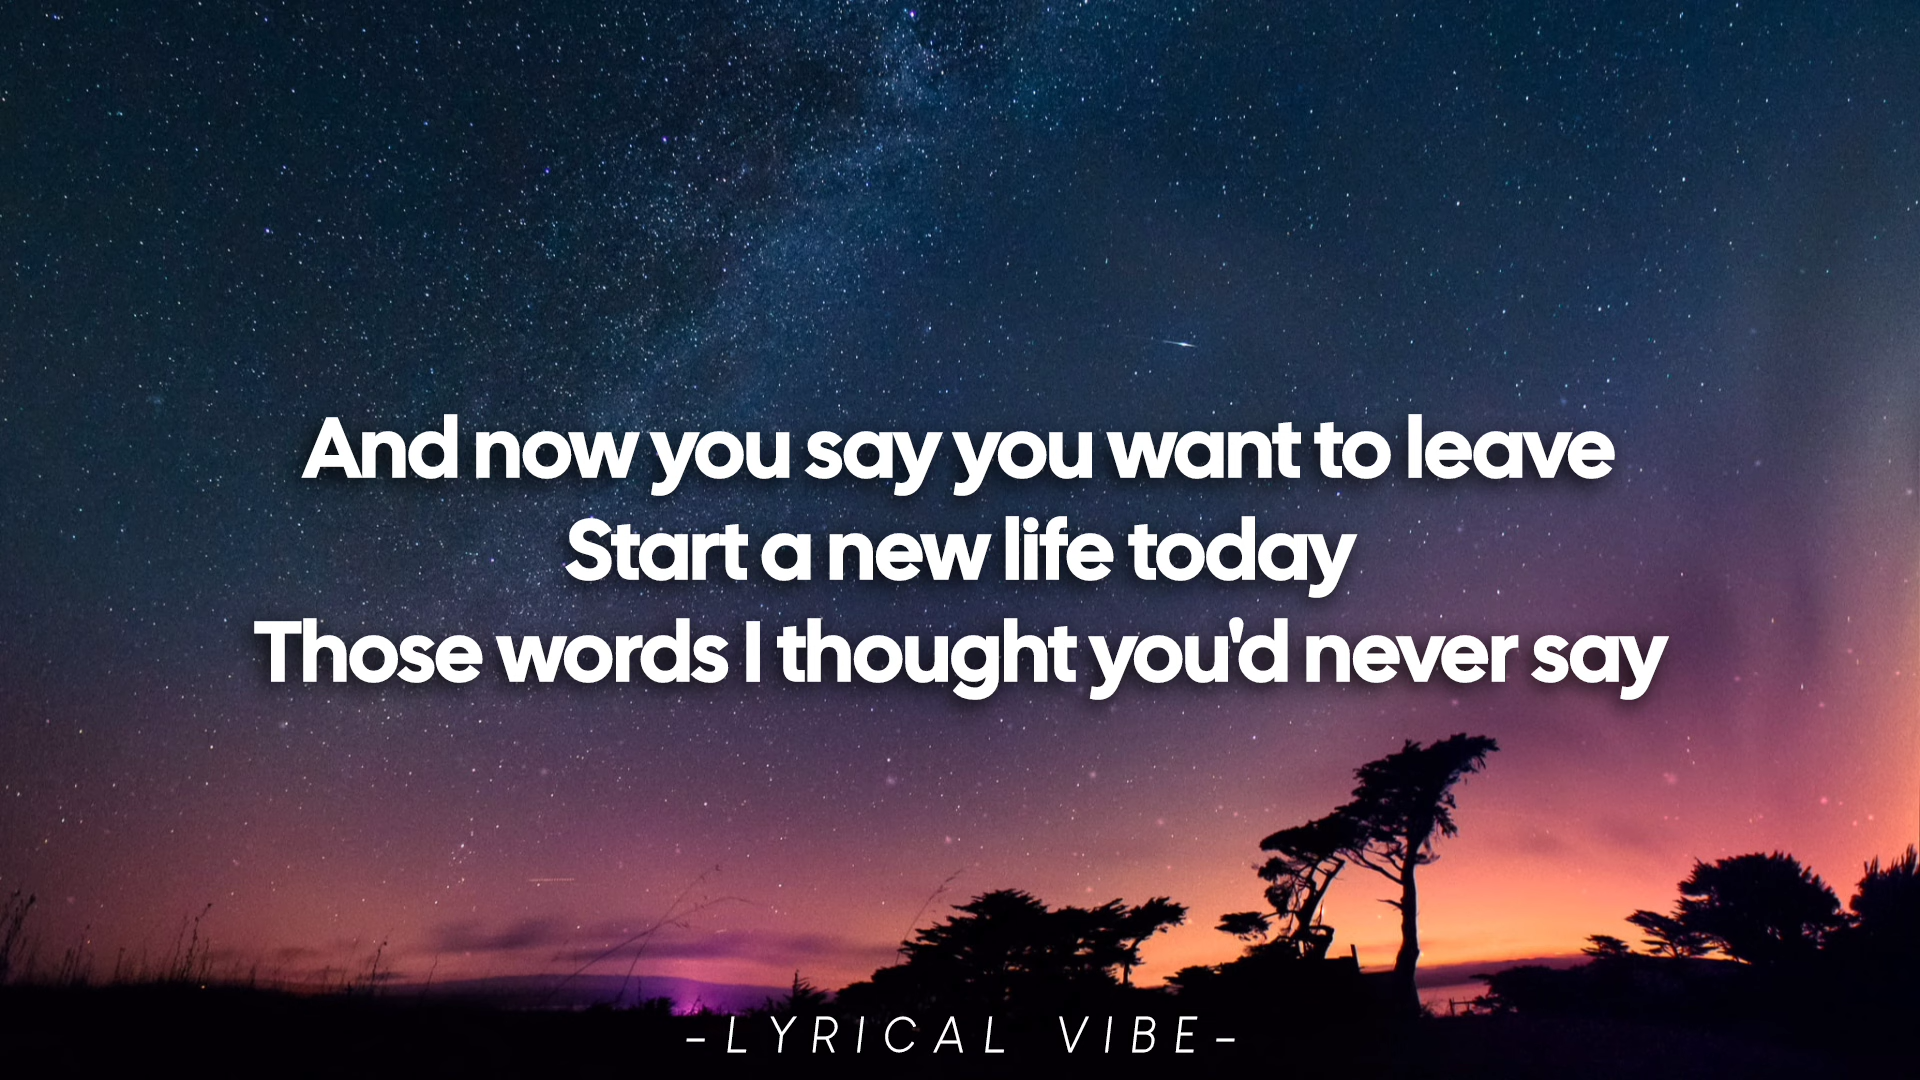 And now you say you want to leave
Start a new life today
Those words I thought you'd never say
-LYRICAL VIBE-